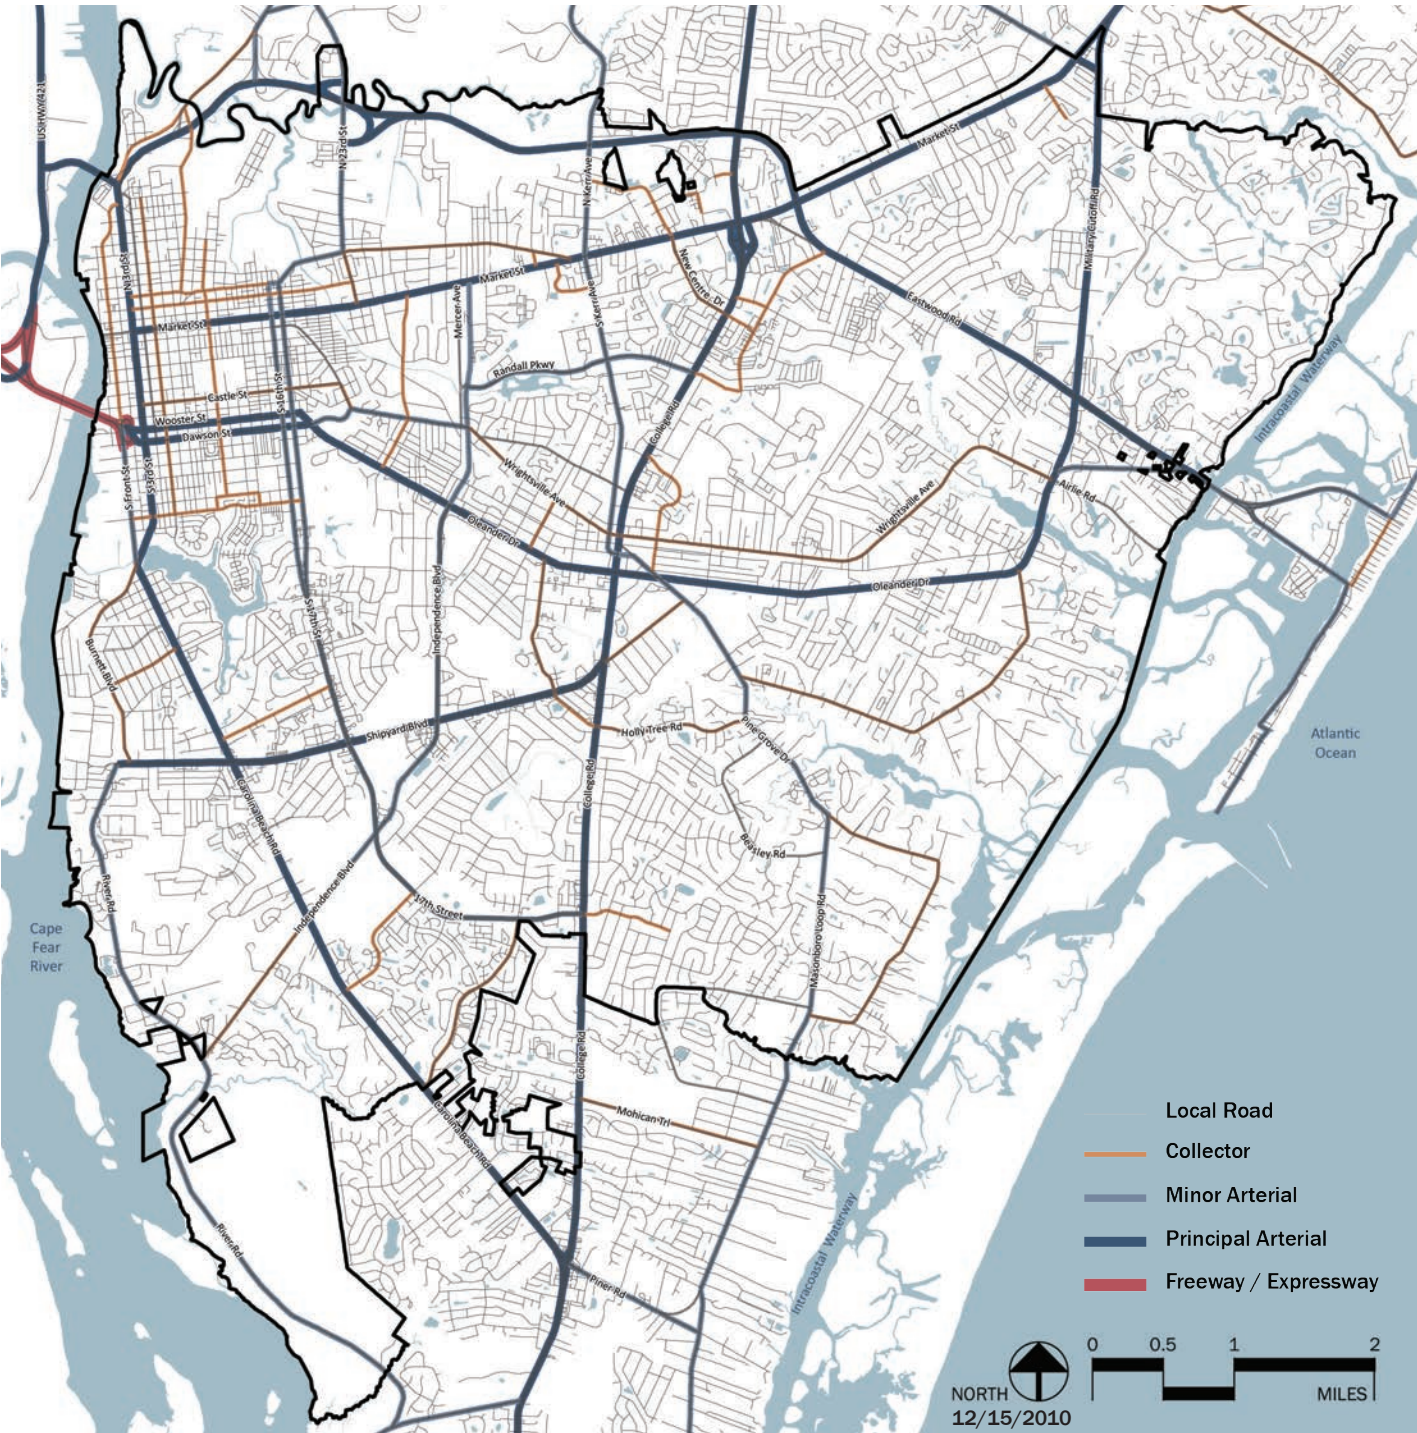 US HWY 421
N 23rd St
N Kerr Ave
Market St
Military Cutoff Rd
N 3rd St
New Centre Dr
Market St
Mercer Ave
S Kerr Ave
Eastwood Rd
Market St
Randall Pkwy
Intracoastal Waterway
Castle St
S 16th St
Wooster St
Dawson St
College Rd
S Front St
S 3rd St
Wrightsville Ave
Wrightsville Ave
Airlie Rd
Oleander Dr
Oleander Dr
Independence Blvd
S 17th St
Burnett Blvd
Shipyard Blvd
Holly Tree Rd
Pine Grove Dr
Atlantic
Ocean
College Rd
Carolina Beach Rd
Beasley Rd
River Rd
Independence Blvd
17th Street
Masonboro Loop Rd
Cape
Fear
River
College Rd
Carolina Beach Rd
Mohican Trl
Intracoastal Waterway
River Rd
Piner Rd
Local Road
Collector
Minor Arterial
Principal Arterial
Freeway / Expressway
0 0.5 1 2
NORTH
MILES
12/15/2010